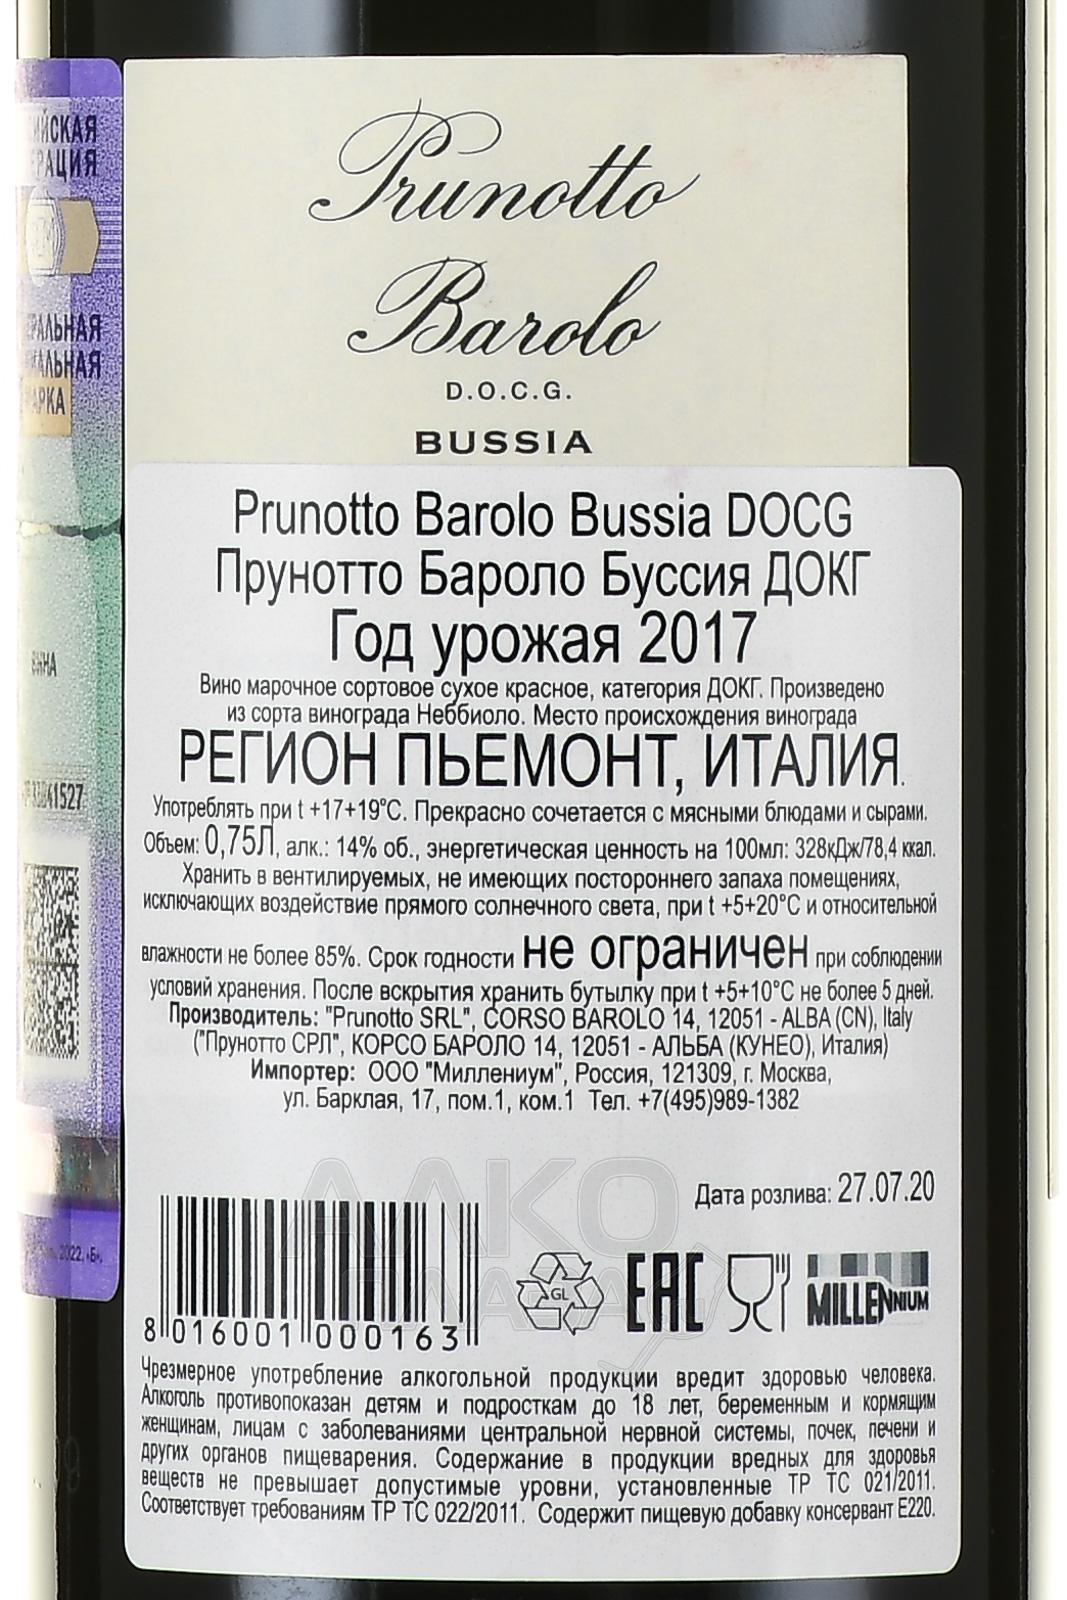 Prunotto
Barolo
D.O.C.G.
BUSSIA
Prunotto Barolo Bussia DOCG
Прунотто Бароло Буссия ДОКГ
Год урожая 2017
Вино марочное сортовое сухое красное, категория ДОКГ. Произведено
из сорта винограда Неббиоло. Место происхождения винограда
РЕГИОН ПЬЕМОНТ, ИТАЛИЯ.
Употреблять при t +17+19°С. Прекрасно сочетается с мясными блюдами и сырами.
Объем: 0,75Л, алк.: 14% об., энергетическая ценность на 100мл: 328кДж/78,4 ккал.
Хранить в вентилируемых, не имеющих постороннего запаха помещениях,
исключающих воздействие прямого солнечного света, при t +5+20°С и относительной
влажности не более 85%. Срок годности не ограничен при соблюдении
условий хранения. После вскрытия хранить бутылку при t +5+10°С не более 5 дней.
Производитель: "Prunotto SRL", CORSO BAROLO 14, 12051 - ALBA (CN), Italy
("Прунотто СРЛ", КОРСО БАРОЛО 14, 12051 - АЛЬБА (КУНЕО), Италия)
Импортер: ООО "Миллениум", Россия, 121309, г. Москва,
ул. Барклая, 17, пом.1, ком.1 Тел. +7(495)989-1382
Дата розлива: 27.07.20
8 016001 000163
GL
EAC
MILLENNIUM
АЛКО
ПЛАЗА
Чрезмерное употребление алкогольной продукции вредит здоровью человека.
Алкоголь противопоказан детям и подросткам до 18 лет, беременным и кормящим
женщинам, лицам с заболеваниями центральной нервной системы, почек, печени и
других органов пищеварения. Содержание в продукции вредных для здоровья
веществ не превышает допустимые уровни, установленные ТР ТС 021/2011.
Соответствует требованиям ТР ТС 022/2011. Содержит пищевую добавку консервант Е220.